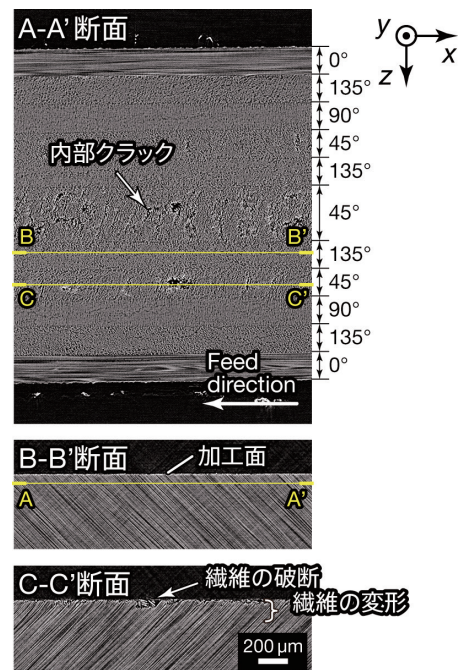 A-A'断面
y
x
z
0°
135°
90°
45°
135°
内部クラック
45°
B B'
135°
C C'
45°
90°
135°
Feed
direction
0°
B-B'断面
加工面
A A'
C-C'断面
繊維の破断
繊維の変形
200 μm